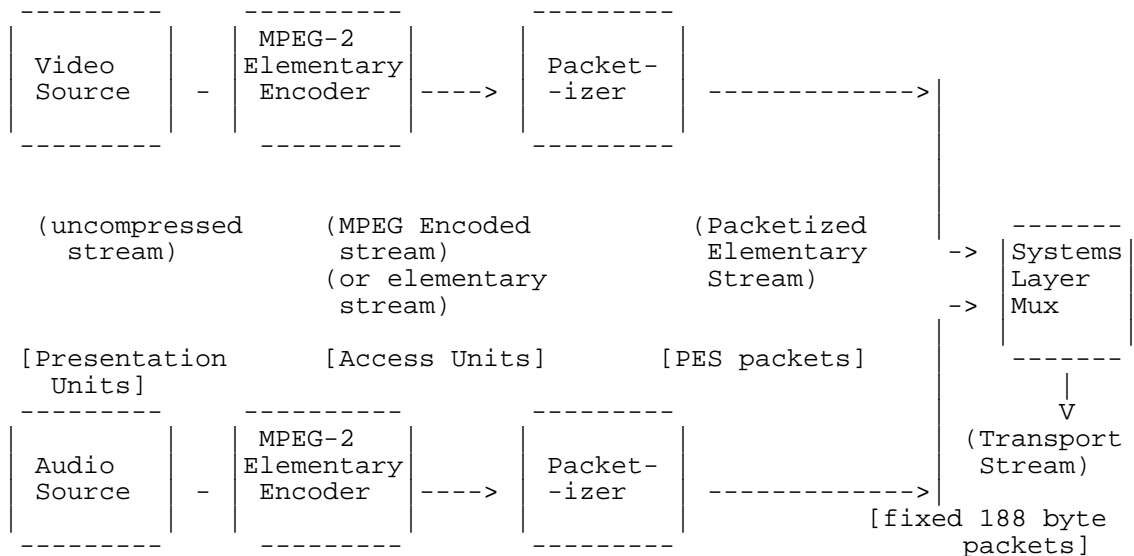 ---------      ----------        ---------
|         |    | MPEG-2   |      |         |
| Video   |    |Elementary|      | Packet- |
| Source  | -  | Encoder  |----> | -izer   | ------------->|
|         |    |          |      |         |               |
 ---------      ---------         ---------                |
(uncompressed    (MPEG Encoded         (Packetized         |     -------
stream)          stream)               Elementary        -> |Systems|
(or elementary        Stream)               |Layer  |
stream)                                  -> |Mux    |
[Presentation      [Access Units]       [PES packets]      |     -------
Units]                                                     |        |
 ---------      ----------        ---------                |        V
|         |    | MPEG-2   |      |         |               | (Transport
| Audio   |    |Elementary|      | Packet- |               |  Stream)
| Source  | -  | Encoder  |----> | -izer   | ------------->|
|         |    |          |      |         |          [fixed 188 byte
 ---------      ---------         ---------                 packets]